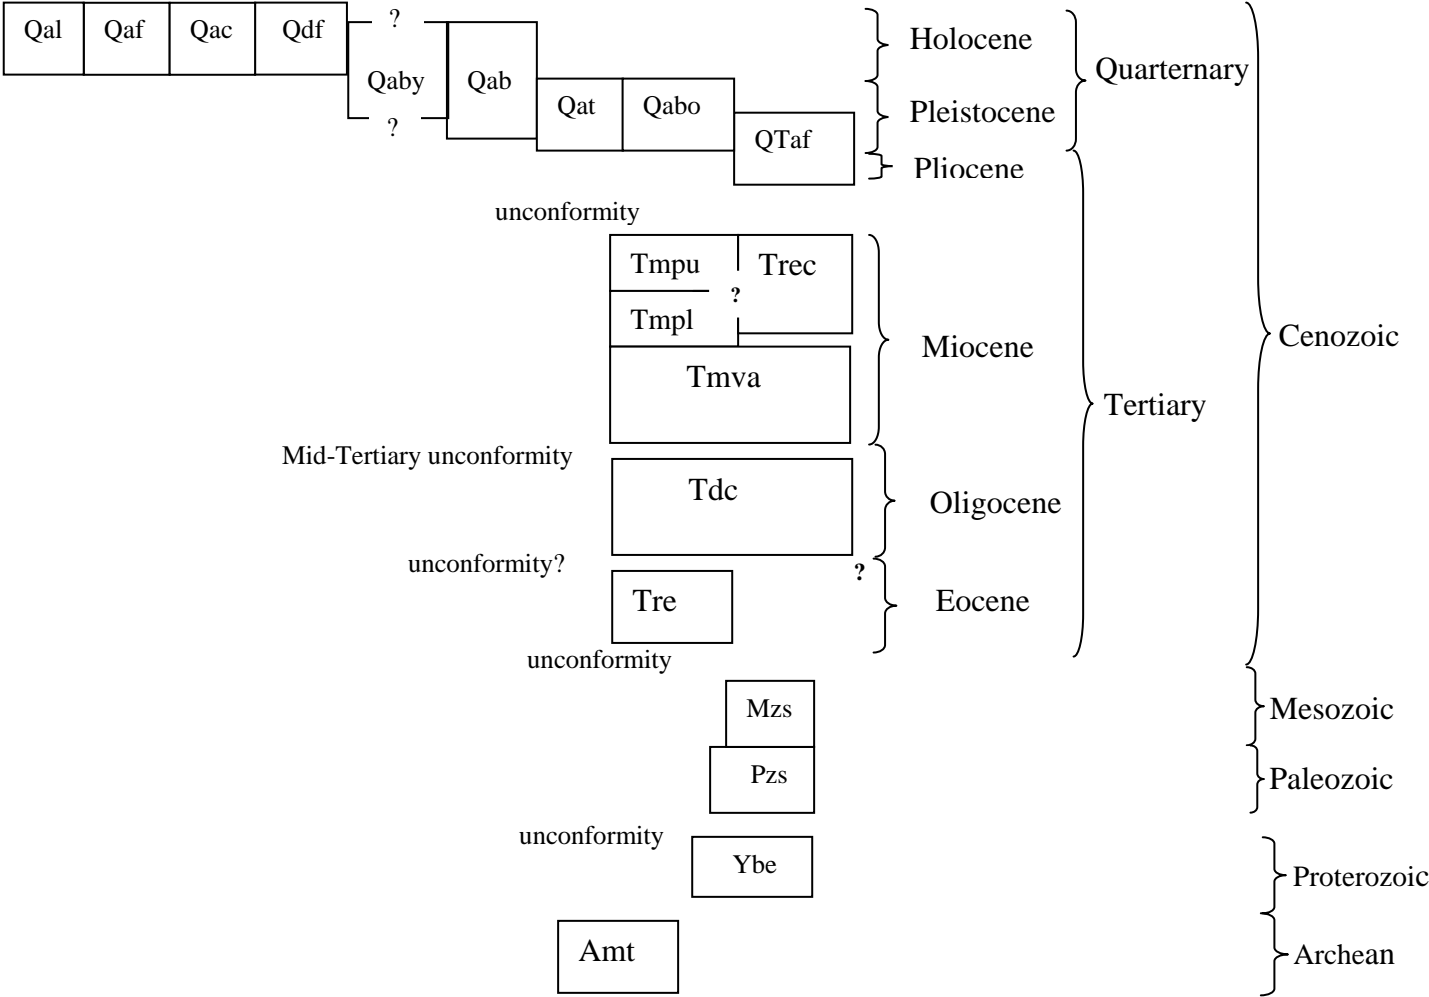 Qal Qaf Qac Qdf ?
Qaby Qab
?
Qat Qabo
QTaf
Holocene
Pleistocene
Pliocene
Quarternary
unconformity
Tmpu Trec
?
Tmpl
Tmva
Miocene
Cenozoic
Tertiary
Mid-Tertiary unconformity
Tdc
Oligocene
unconformity?
?
Tre
Eocene
unconformity
Mzs
Mesozoic
Pzs
Paleozoic
unconformity
Ybe
Proterozoic
Amt
Archean